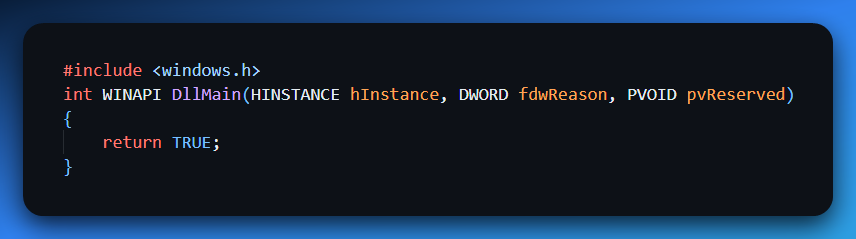 #include <windows.h>
int WINAPI DllMain(HINSTANCE hInstance, DWORD fdwReason, PVOID pvReserved)
{
    return TRUE;
}